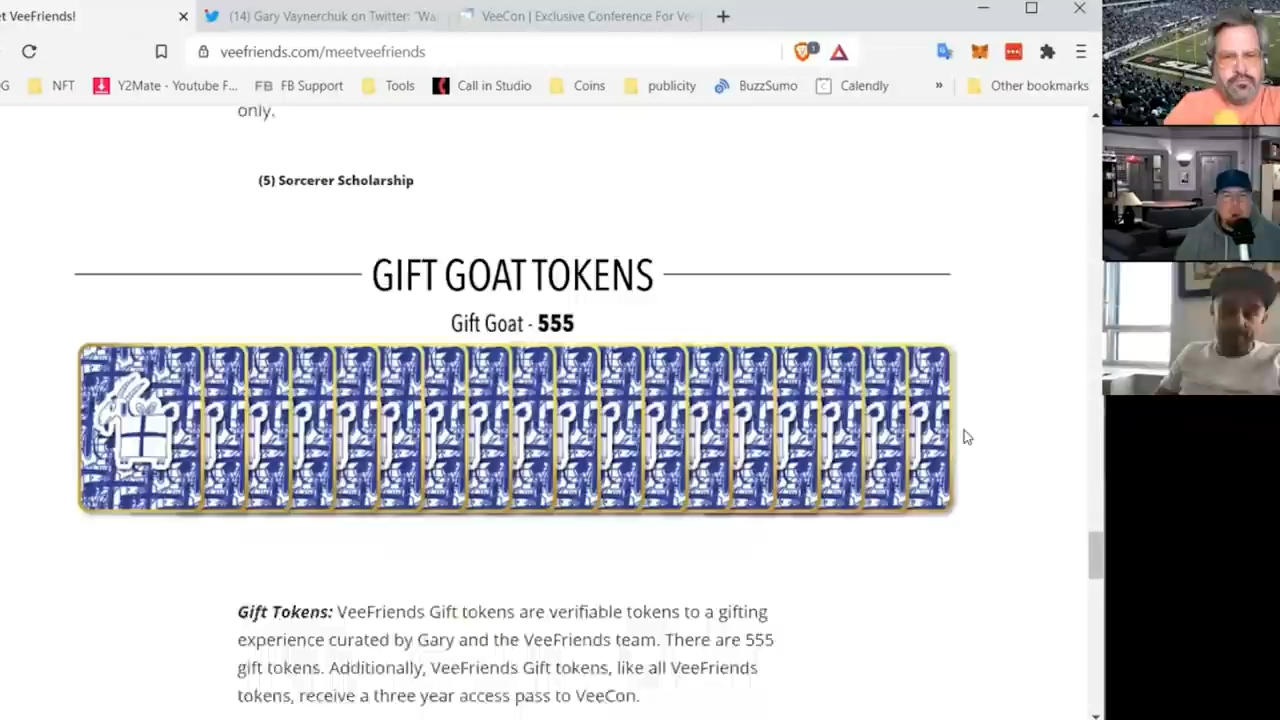 et VeeFriends!
(14) Gary Vaynerchuk on Twitter: "Wa
VeeCon | Exclusive Conference For Ve
veefriends.com/meetveefriends
1
G
NFT
Y2Mate - Youtube F...
FB FB Support
Tools
Call in Studio
Coins
publicity
BuzzSumo
Calendly
»
Other bookmarks
only.
(5) Sorcerer Scholarship
GIFT GOAT TOKENS
Gift Goat - 555
Gift Tokens: VeeFriends Gift tokens are verifiable tokens to a gifting
experience curated by Gary and the VeeFriends team. There are 555
gift tokens. Additionally, VeeFriends Gift tokens, like all VeeFriends
tokens, receive a three year access pass to VeeCon.